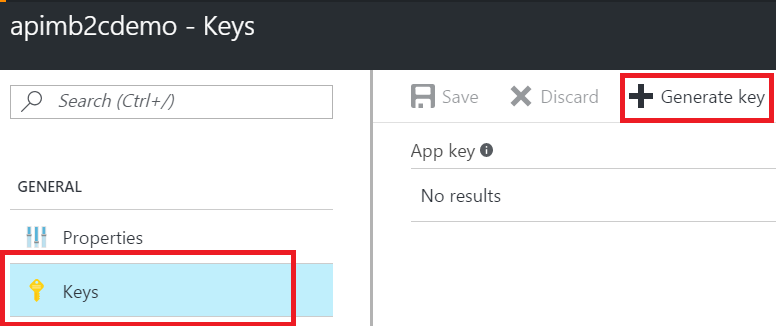 apimb2cdemo - Keys
Search (Ctrl+/)
GENERAL
Properties
Keys
Save Discard Generate key
App key
No results